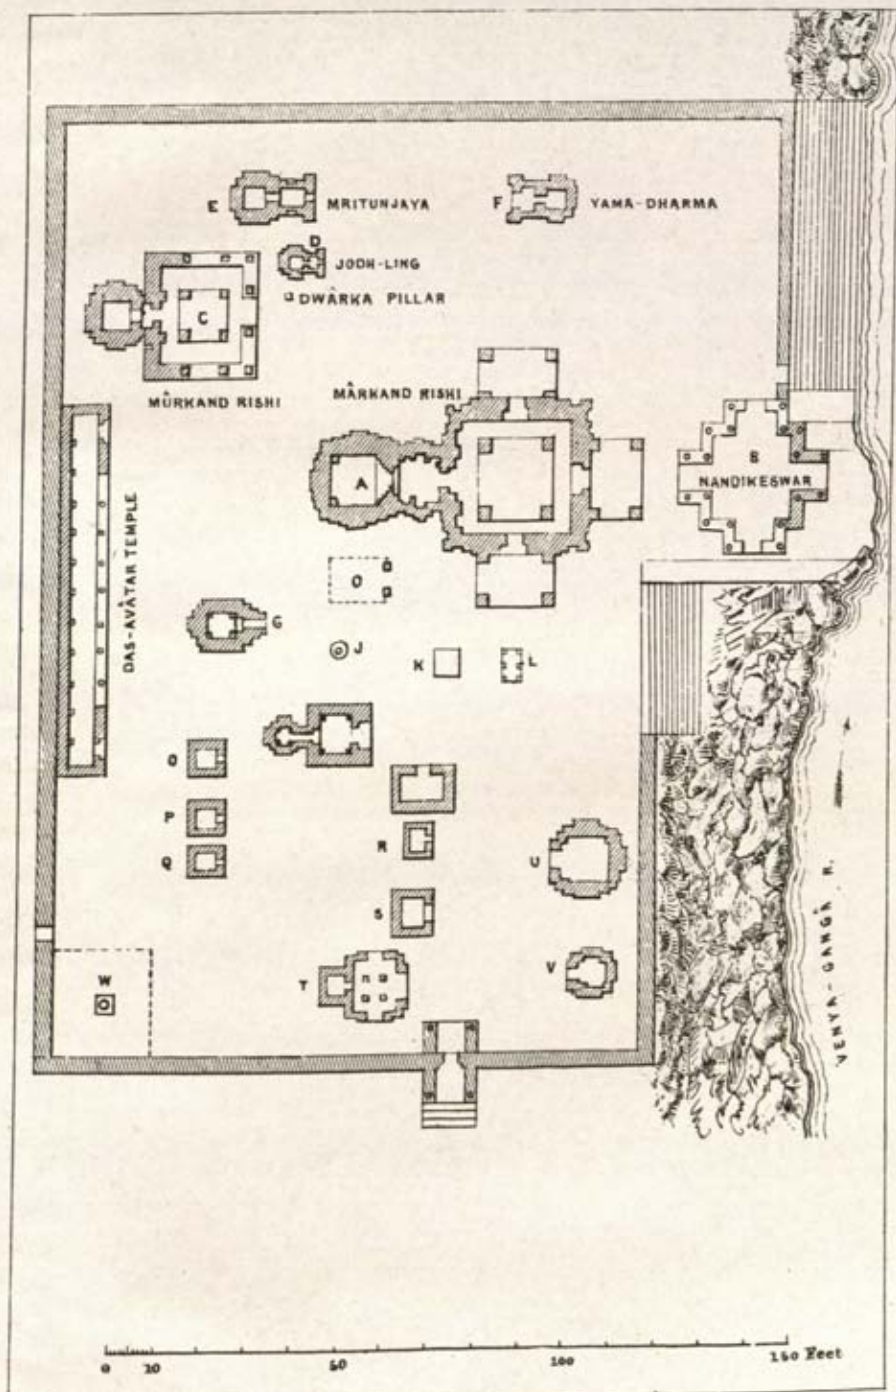 E
MRITUNJAYA
F
YAMA-DHARMA
D
JODH-LING
DWÂRKA PILLAR
C
MÛRKAND RISHI
MÂRKAND RISHI
A
B
NANDIKESWAR
DAS-AVÂTAR TEMPLE
O
G
J
K
L
O
P
Q
R
S
U
T
V
W
VENYA-GANGÂ R.
0 10 50 100 150 Feet